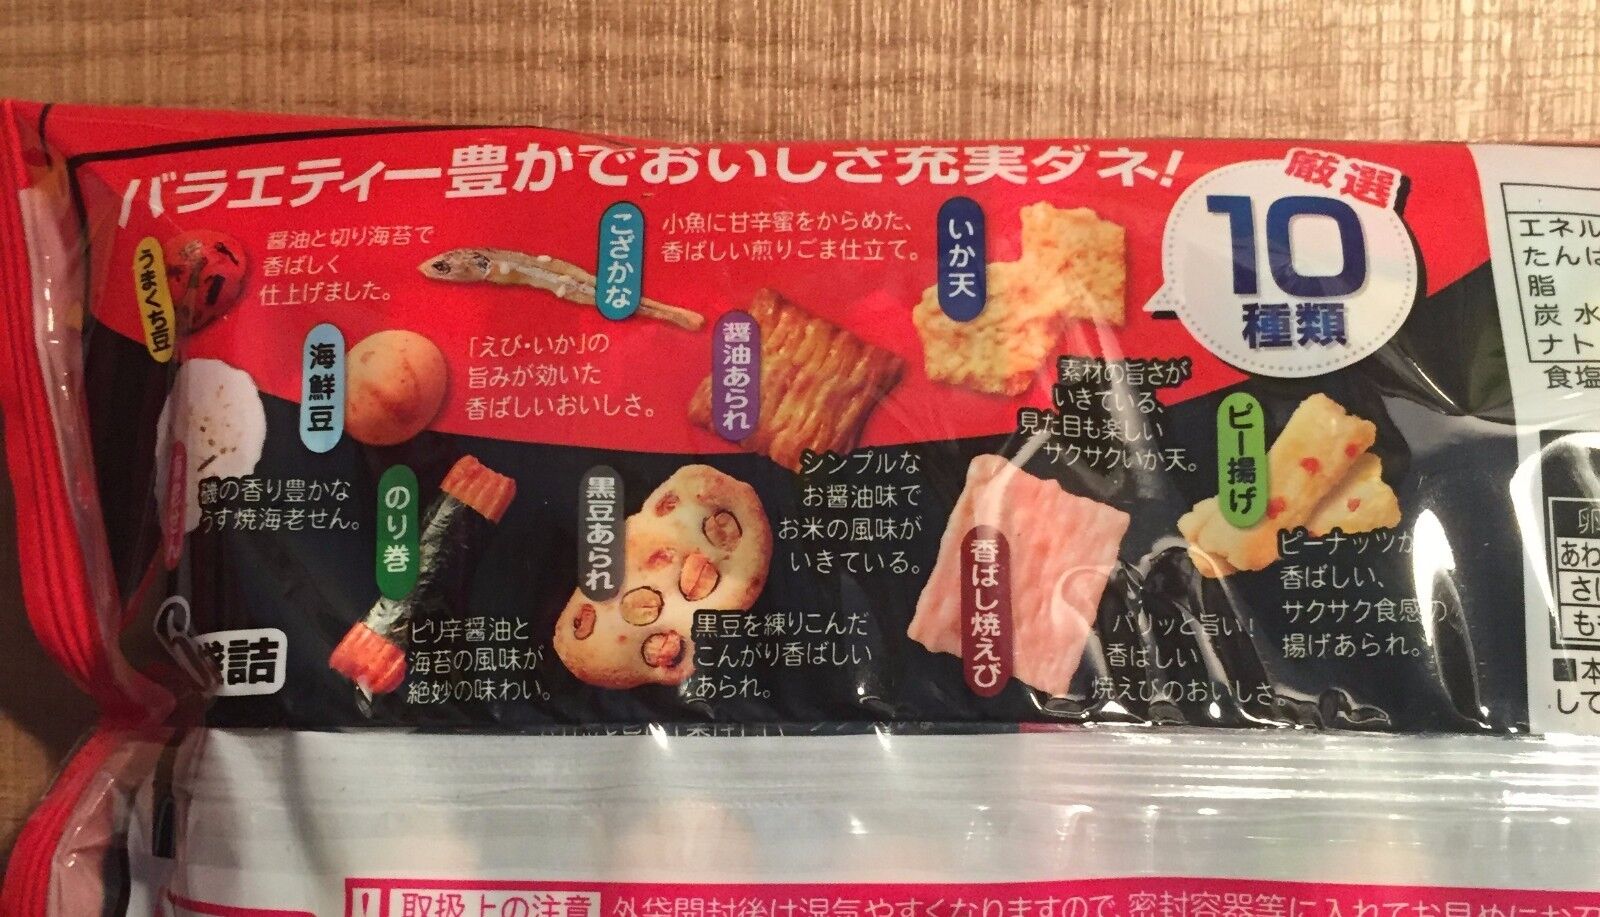 バラエティー豊かでおいしさ充実ダネ!
厳選
10
種類
うまくち豆
醤油と切り海苔で
香ばしく
仕上げました。
こざかな
小魚に甘辛蜜をからめた、
香ばしい煎りごま仕立て。
いか天
素材の旨さが
いきている、
見た目も楽しい
サクサクいか天。
海鮮豆
「えび・いか」の
旨みが効いた
香ばしいおいしさ。
醤油あられ
シンプルな
お醤油味で
お米の風味が
いきている。
ピー揚げ
ピーナッツが
香ばしい、
サクサク食感の
揚げあられ。
磯の香り豊かな
うす焼海老せん。
のり巻
ピリ辛醤油と
海苔の風味が
絶妙の味わい。
黒豆あられ
黒豆を練りこんだ
こんがり香ばしい
あられ。
香ばし焼えび
パリッと旨い!
香ばしい
焼えびのおいしさ。
詰
エネル
たんぱ
脂
炭 水
ナト
食塩
卵
あわ
さ
も
■本
して
! 取扱上の注意 外袋開封後は湿気やすくなりますので、密封容器等に入れてお早めに